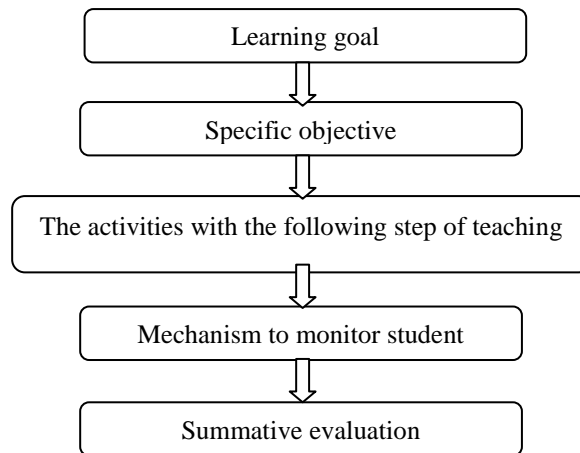 Learning goal
Specific objective
The activities with the following step of teaching
Mechanism to monitor student
Summative evaluation